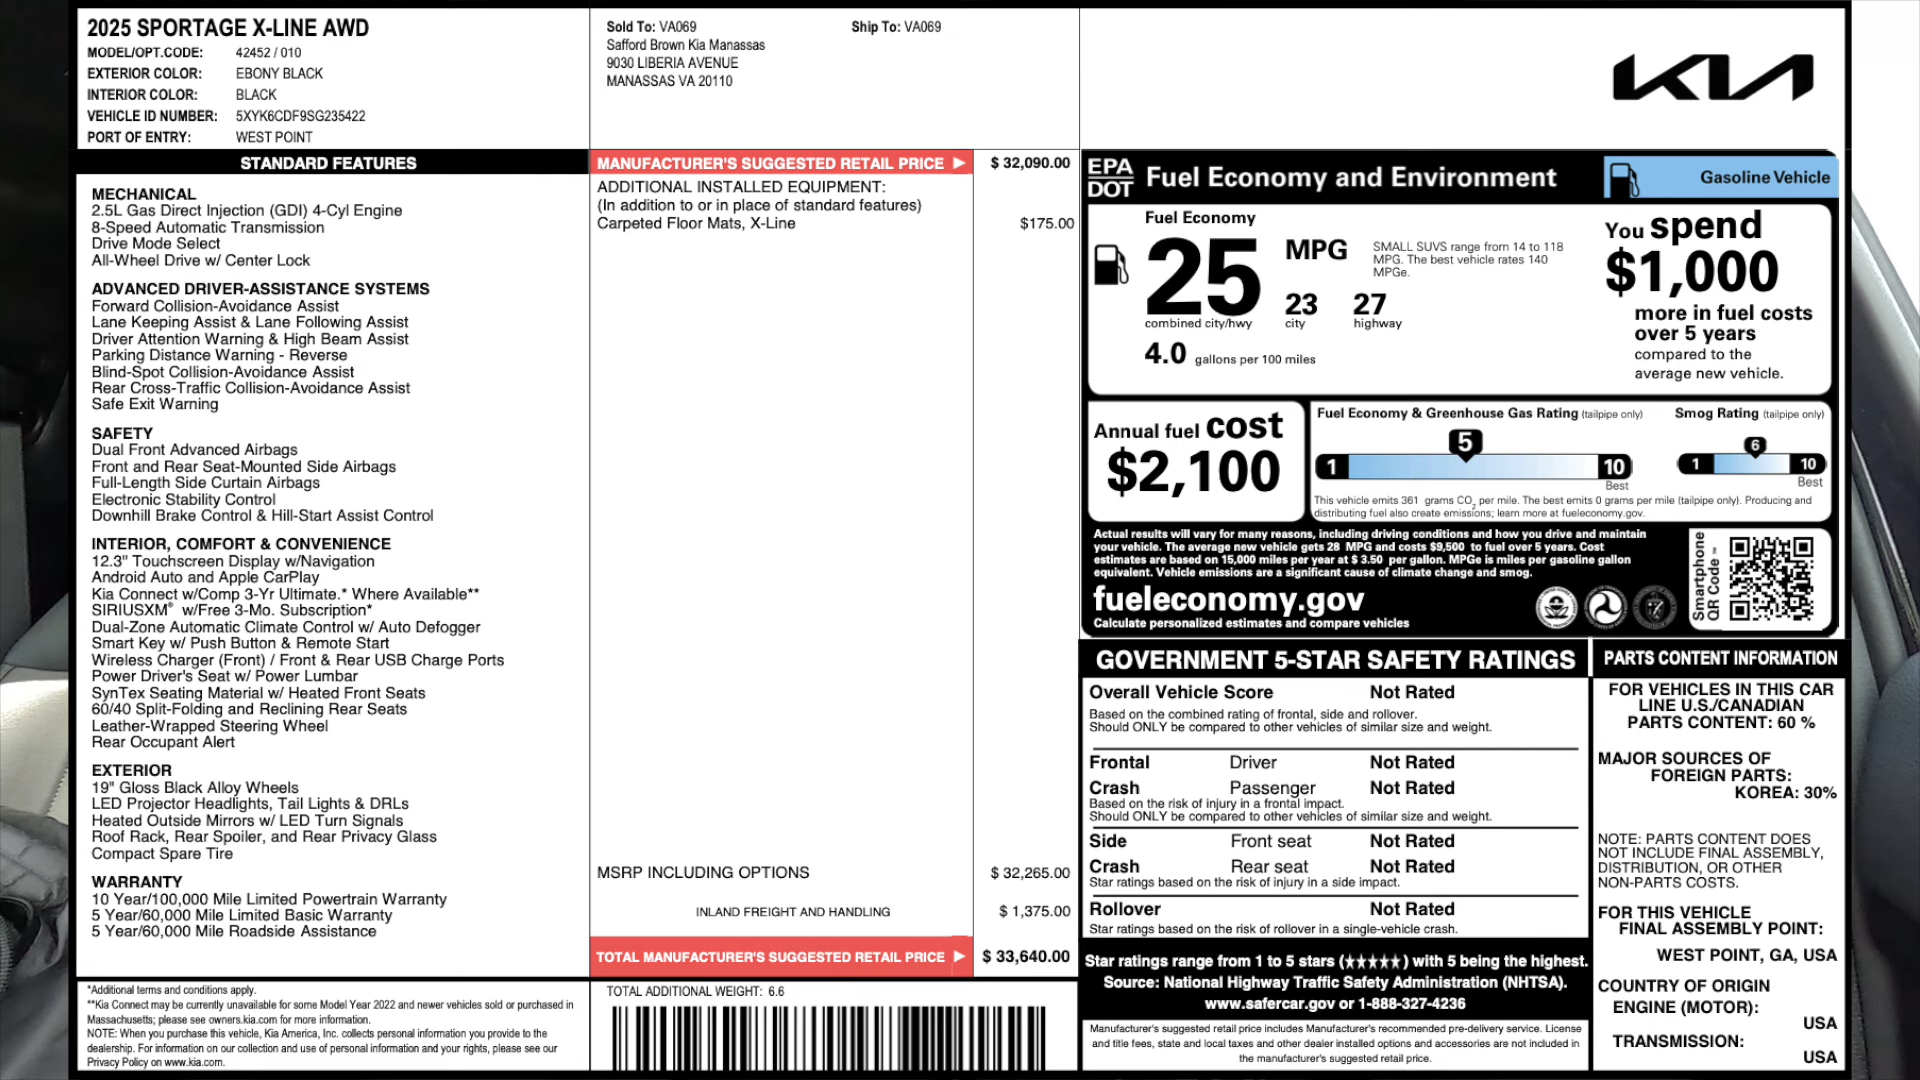 2025 SPORTAGE X-LINE AWD
MODEL/OPT.CODE: 42452 / 010
EXTERIOR COLOR: EBONY BLACK
INTERIOR COLOR: BLACK
VEHICLE ID NUMBER: 5XYK6CDF9SG235422
PORT OF ENTRY: WEST POINT
Sold To: VA069 Ship To: VA069
Safford Brown Kia Manassas
9030 LIBERIA AVENUE
MANASSAS VA 20110
KIA
STANDARD FEATURES
MECHANICAL
2.5L Gas Direct Injection (GDI) 4-Cyl Engine
8-Speed Automatic Transmission
Drive Mode Select
All-Wheel Drive w/ Center Lock
ADVANCED DRIVER-ASSISTANCE SYSTEMS
Forward Collision-Avoidance Assist
Lane Keeping Assist & Lane Following Assist
Driver Attention Warning & High Beam Assist
Parking Distance Warning - Reverse
Blind-Spot Collision-Avoidance Assist
Rear Cross-Traffic Collision-Avoidance Assist
Safe Exit Warning
SAFETY
Dual Front Advanced Airbags
Front and Rear Seat-Mounted Side Airbags
Full-Length Side Curtain Airbags
Electronic Stability Control
Downhill Brake Control & Hill-Start Assist Control
INTERIOR, COMFORT & CONVENIENCE
12.3" Touchscreen Display w/Navigation
Android Auto and Apple CarPlay
Kia Connect w/Comp 3-Yr Ultimate.* Where Available**
SIRIUSXM® w/Free 3-Mo. Subscription*
Dual-Zone Automatic Climate Control w/ Auto Defogger
Smart Key w/ Push Button & Remote Start
Wireless Charger (Front) / Front & Rear USB Charge Ports
Power Driver's Seat w/ Power Lumbar
SynTex Seating Material w/ Heated Front Seats
60/40 Split-Folding and Reclining Rear Seats
Leather-Wrapped Steering Wheel
Rear Occupant Alert
EXTERIOR
19" Gloss Black Alloy Wheels
LED Projector Headlights, Tail Lights & DRLs
Heated Outside Mirrors w/ LED Turn Signals
Roof Rack, Rear Spoiler, and Rear Privacy Glass
Compact Spare Tire
WARRANTY
10 Year/100,000 Mile Limited Powertrain Warranty
5 Year/60,000 Mile Limited Basic Warranty
5 Year/60,000 Mile Roadside Assistance
*Additional terms and conditions apply.
**Kia Connect may be currently unavailable for some Model Year 2022 and newer vehicles sold or purchased in
Massachusetts; please see owners.kia.com for more information.
NOTE: When you purchase this vehicle, Kia America, Inc. collects personal information you provide to the
dealership. For information on our collection and use of personal information and your rights, please see our
Privacy Policy on www.kia.com.
MANUFACTURER'S SUGGESTED RETAIL PRICE ▶ $ 32,090.00
ADDITIONAL INSTALLED EQUIPMENT:
(In addition to or in place of standard features)
Carpeted Floor Mats, X-Line $175.00
MSRP INCLUDING OPTIONS $ 32,265.00
INLAND FREIGHT AND HANDLING $ 1,375.00
TOTAL MANUFACTURER'S SUGGESTED RETAIL PRICE ▶ $ 33,640.00
TOTAL ADDITIONAL WEIGHT: 6.6
EPA
DOT
Fuel Economy and Environment
Gasoline Vehicle
Fuel Economy
25 MPG
combined city/hwy
23
city
27
highway
4.0 gallons per 100 miles
SMALL SUVS range from 14 to 118
MPG. The best vehicle rates 140
MPGe.
You spend
$1,000
more in fuel costs
over 5 years
compared to the
average new vehicle.
Annual fuel cost
$2,100
Fuel Economy & Greenhouse Gas Rating (tailpipe only)
5
1 10
Best
Smog Rating (tailpipe only)
6
1 10
Best
This vehicle emits 361 grams CO2 per mile. The best emits 0 grams per mile (tailpipe only). Producing and
distributing fuel also create emissions; learn more at fueleconomy.gov.
Actual results will vary for many reasons, including driving conditions and how you drive and maintain
your vehicle. The average new vehicle gets 28 MPG and costs $9,500 to fuel over 5 years. Cost
estimates are based on 15,000 miles per year at $ 3.50 per gallon. MPGe is miles per gasoline gallon
equivalent. Vehicle emissions are a significant cause of climate change and smog.
fueleconomy.gov
Calculate personalized estimates and compare vehicles
Smartphone
QR Code ™
GOVERNMENT 5-STAR SAFETY RATINGS
Overall Vehicle Score Not Rated
Based on the combined rating of frontal, side and rollover.
Should ONLY be compared to other vehicles of similar size and weight.
Frontal Driver Not Rated
Crash Passenger Not Rated
Based on the risk of injury in a frontal impact.
Should ONLY be compared to other vehicles of similar size and weight.
Side Front seat Not Rated
Crash Rear seat Not Rated
Star ratings based on the risk of injury in a side impact.
Rollover Not Rated
Star ratings based on the risk of rollover in a single-vehicle crash.
Star ratings range from 1 to 5 stars (★★★★★) with 5 being the highest.
Source: National Highway Traffic Safety Administration (NHTSA).
www.safercar.gov or 1-888-327-4236
Manufacturer's suggested retail price includes Manufacturer's recommended pre-delivery service. License
and title fees, state and local taxes and other dealer installed options and accessories are not included in
the manufacturer's suggested retail price.
PARTS CONTENT INFORMATION
FOR VEHICLES IN THIS CAR
LINE U.S./CANADIAN
PARTS CONTENT: 60 %
MAJOR SOURCES OF
FOREIGN PARTS:
KOREA: 30%
NOTE: PARTS CONTENT DOES
NOT INCLUDE FINAL ASSEMBLY,
DISTRIBUTION, OR OTHER
NON-PARTS COSTS.
FOR THIS VEHICLE
FINAL ASSEMBLY POINT:
WEST POINT, GA, USA
COUNTRY OF ORIGIN
ENGINE (MOTOR):
USA
TRANSMISSION:
USA